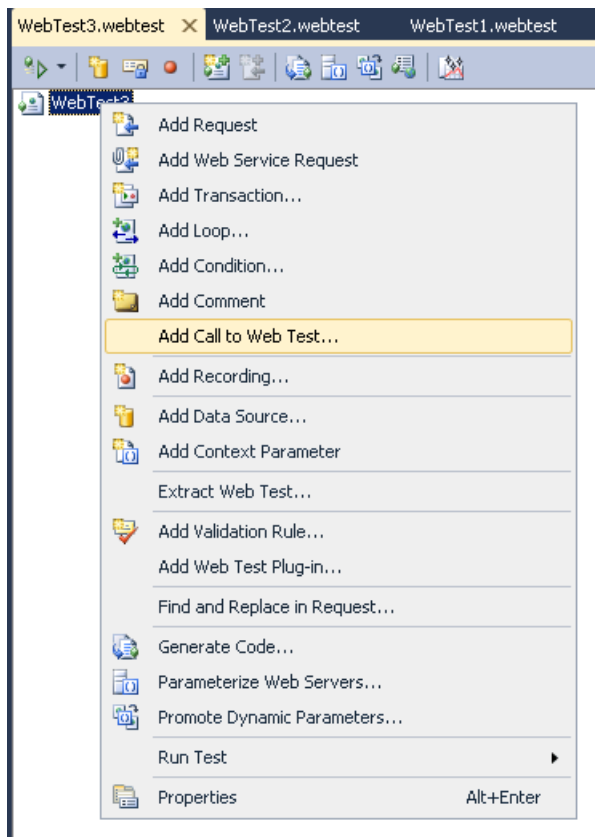 WebTest3.webtest WebTest2.webtest WebTest1.webtest
WebTest3
Add Request
Add Web Service Request
Add Transaction...
Add Loop...
Add Condition...
Add Comment
Add Call to Web Test...
Add Recording...
Add Data Source...
Add Context Parameter
Extract Web Test...
Add Validation Rule...
Add Web Test Plug-in...
Find and Replace in Request...
Generate Code...
Parameterize Web Servers...
Promote Dynamic Parameters...
Run Test
Properties Alt+Enter